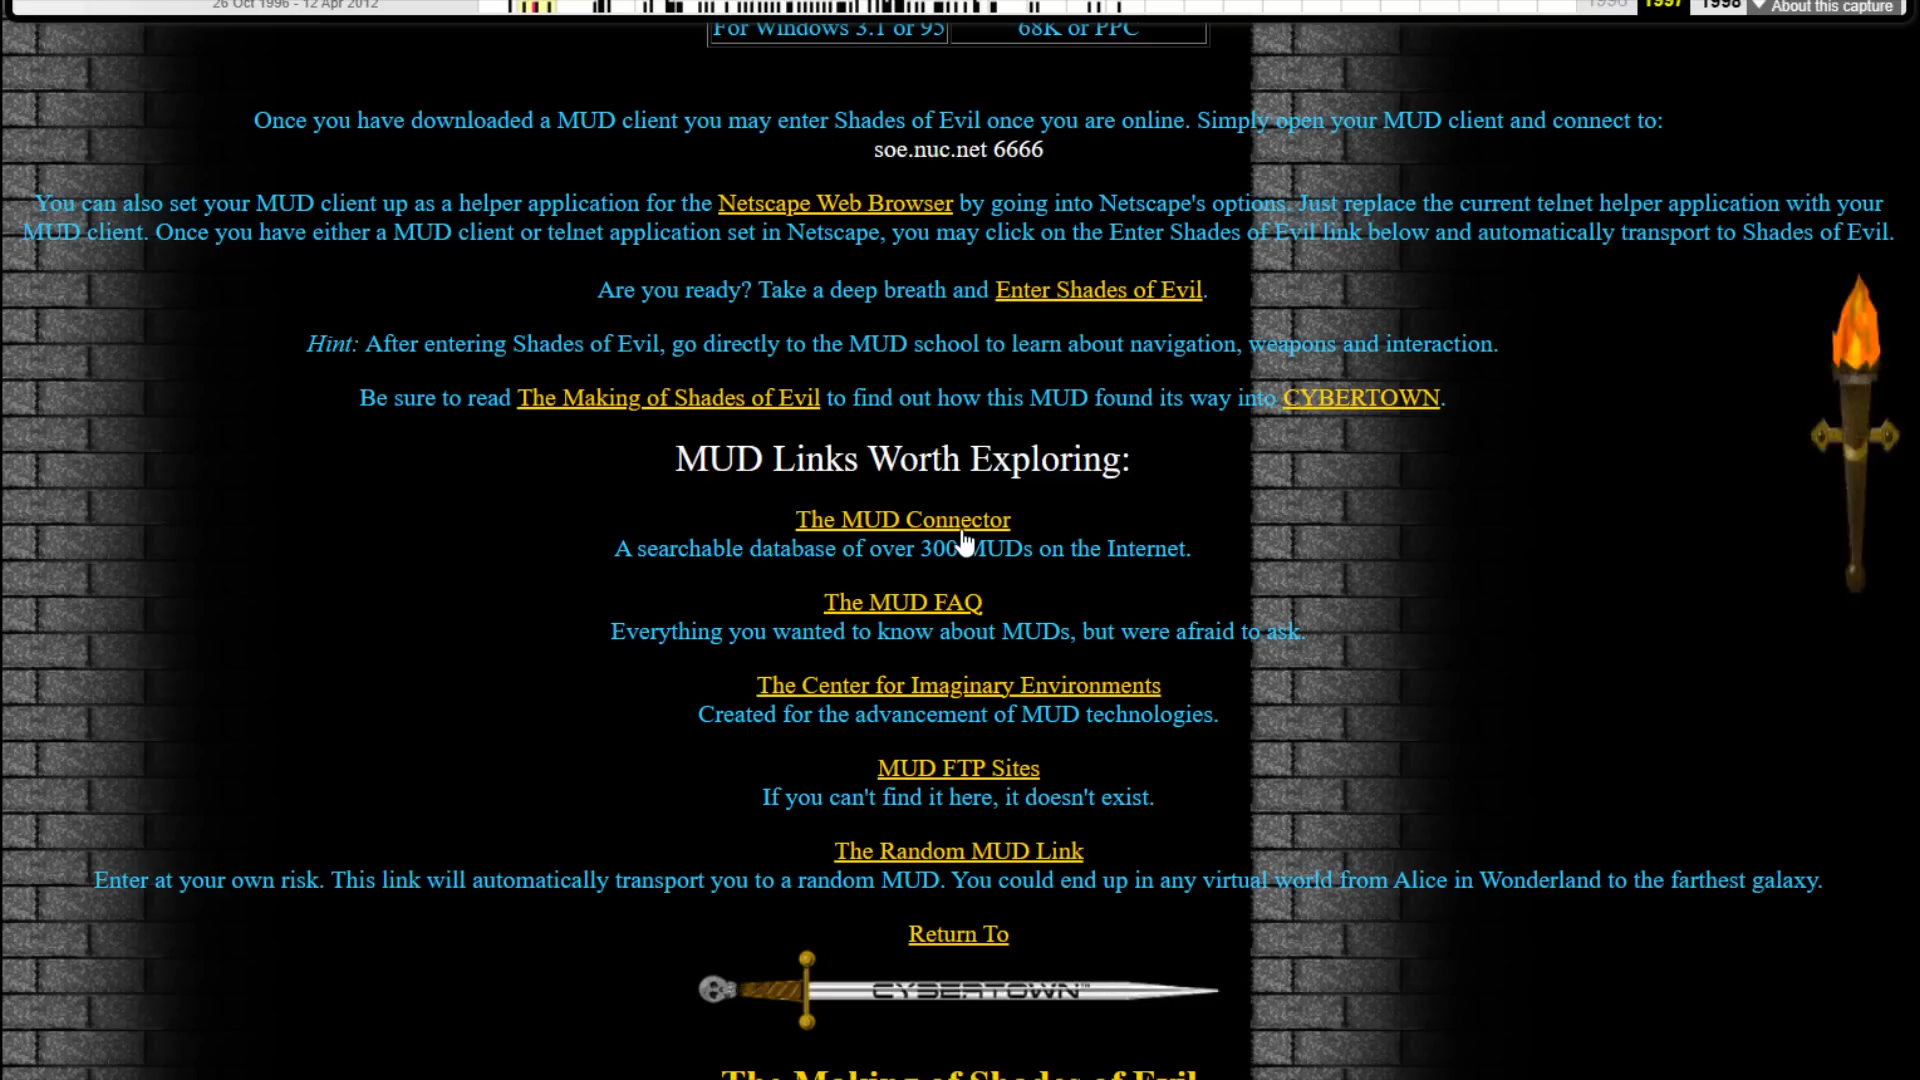 26 Oct 1996 - 12 Apr 2012
1996 1997 1998 ▼ About this capture
For Windows 3.1 or 95 68K or PPC
Once you have downloaded a MUD client you may enter Shades of Evil once you are online. Simply open your MUD client and connect to:
soe.nuc.net 6666
You can also set your MUD client up as a helper application for the Netscape Web Browser by going into Netscape's options. Just replace the current telnet helper application with your
MUD client. Once you have either a MUD client or telnet application set in Netscape, you may click on the Enter Shades of Evil link below and automatically transport to Shades of Evil.
Are you ready? Take a deep breath and Enter Shades of Evil.
Hint: After entering Shades of Evil, go directly to the MUD school to learn about navigation, weapons and interaction.
Be sure to read The Making of Shades of Evil to find out how this MUD found its way into CYBERTOWN.
MUD Links Worth Exploring:
The MUD Connector
A searchable database of over 300 MUDs on the Internet.
The MUD FAQ
Everything you wanted to know about MUDs, but were afraid to ask.
The Center for Imaginary Environments
Created for the advancement of MUD technologies.
MUD FTP Sites
If you can't find it here, it doesn't exist.
The Random MUD Link
Enter at your own risk. This link will automatically transport you to a random MUD. You could end up in any virtual world from Alice in Wonderland to the farthest galaxy.
Return To
CYBERTOWN™
The Making of Shades of Evil